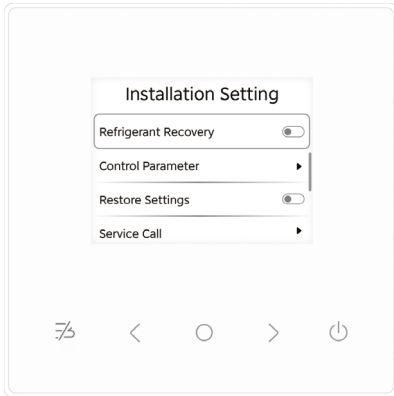 Installation Setting
Refrigerant Recovery
Control Parameter
Restore Settings
Service Call